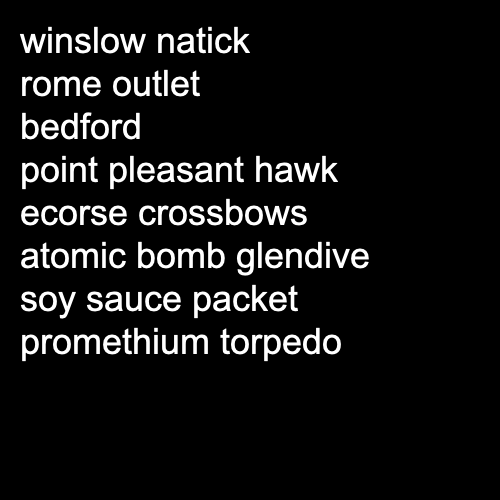 winslow natick
rome outlet
bedford
point pleasant hawk
ecorse crossbows
atomic bomb glendive
soy sauce packet
promethium torpedo